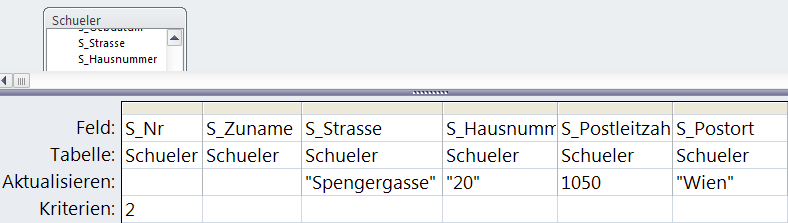 Schueler
S_Gebdatum
S_Strasse
S_Hausnummer
Feld: S_Nr S_Zuname S_Strasse S_Hausnumm S_Postleitzah S_Postort
Tabelle: Schueler Schueler Schueler Schueler Schueler Schueler
Aktualisieren: "Spengergasse" "20" 1050 "Wien"
Kriterien: 2